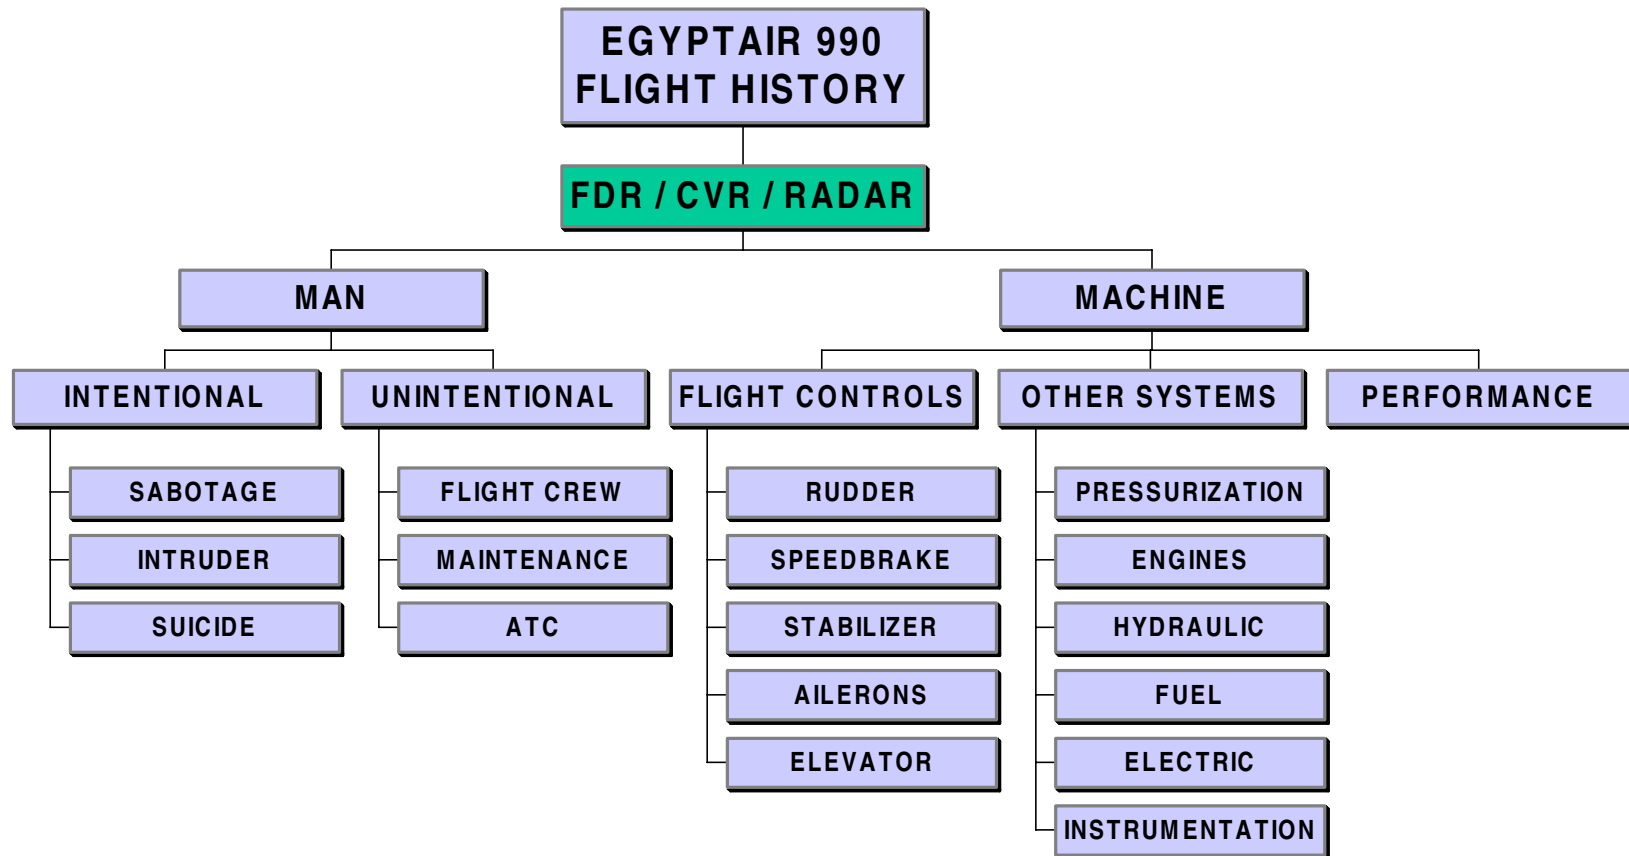 EGYPTAIR 990
FLIGHT HISTORY
FDR / CVR / RADAR
MAN
MACHINE
INTENTIONAL
UNINTENTIONAL
FLIGHT CONTROLS
OTHER SYSTEMS
PERFORMANCE
SABOTAGE
FLIGHT CREW
RUDDER
PRESSURIZATION
INTRUDER
MAINTENANCE
SPEEDBRAKE
ENGINES
SUICIDE
ATC
STABILIZER
HYDRAULIC
AILERONS
FUEL
ELEVATOR
ELECTRIC
INSTRUMENTATION